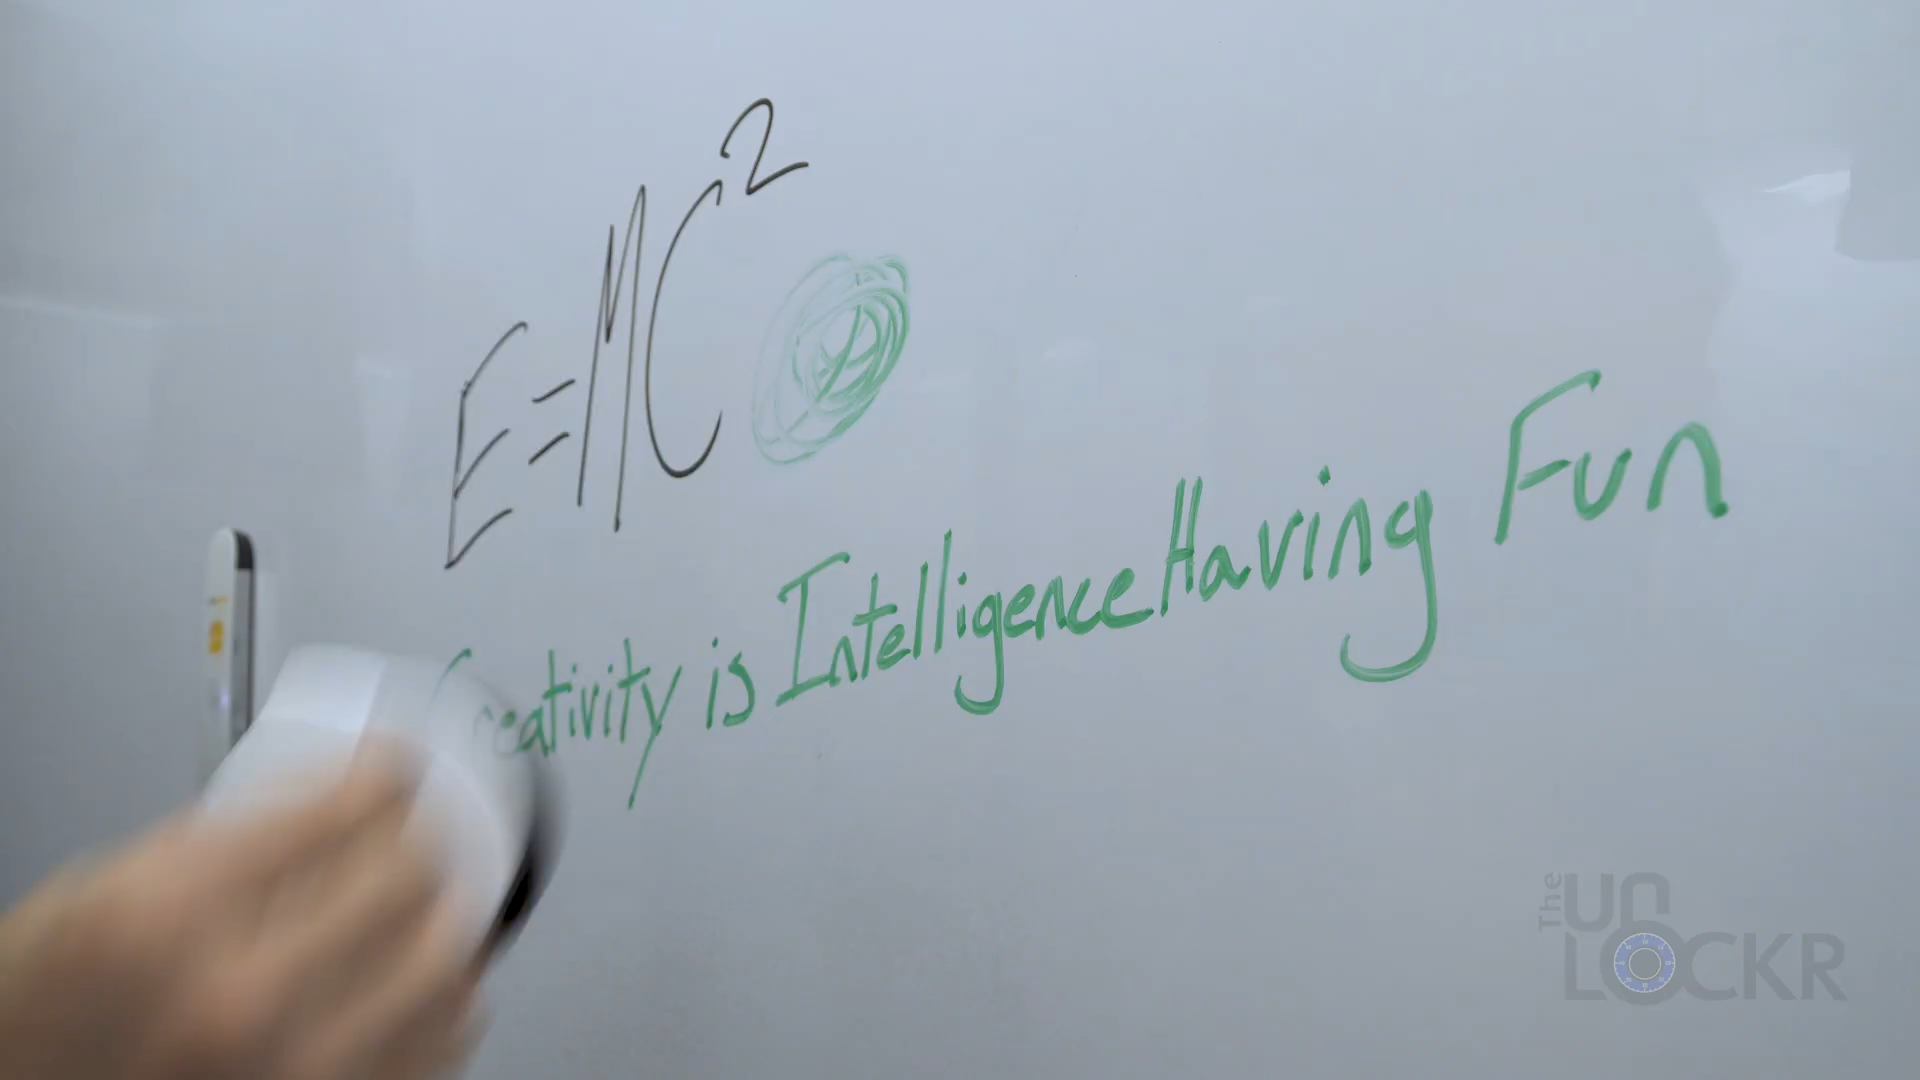 E=MC²
Creativity is Intelligence Having Fun
The UNLOCKR